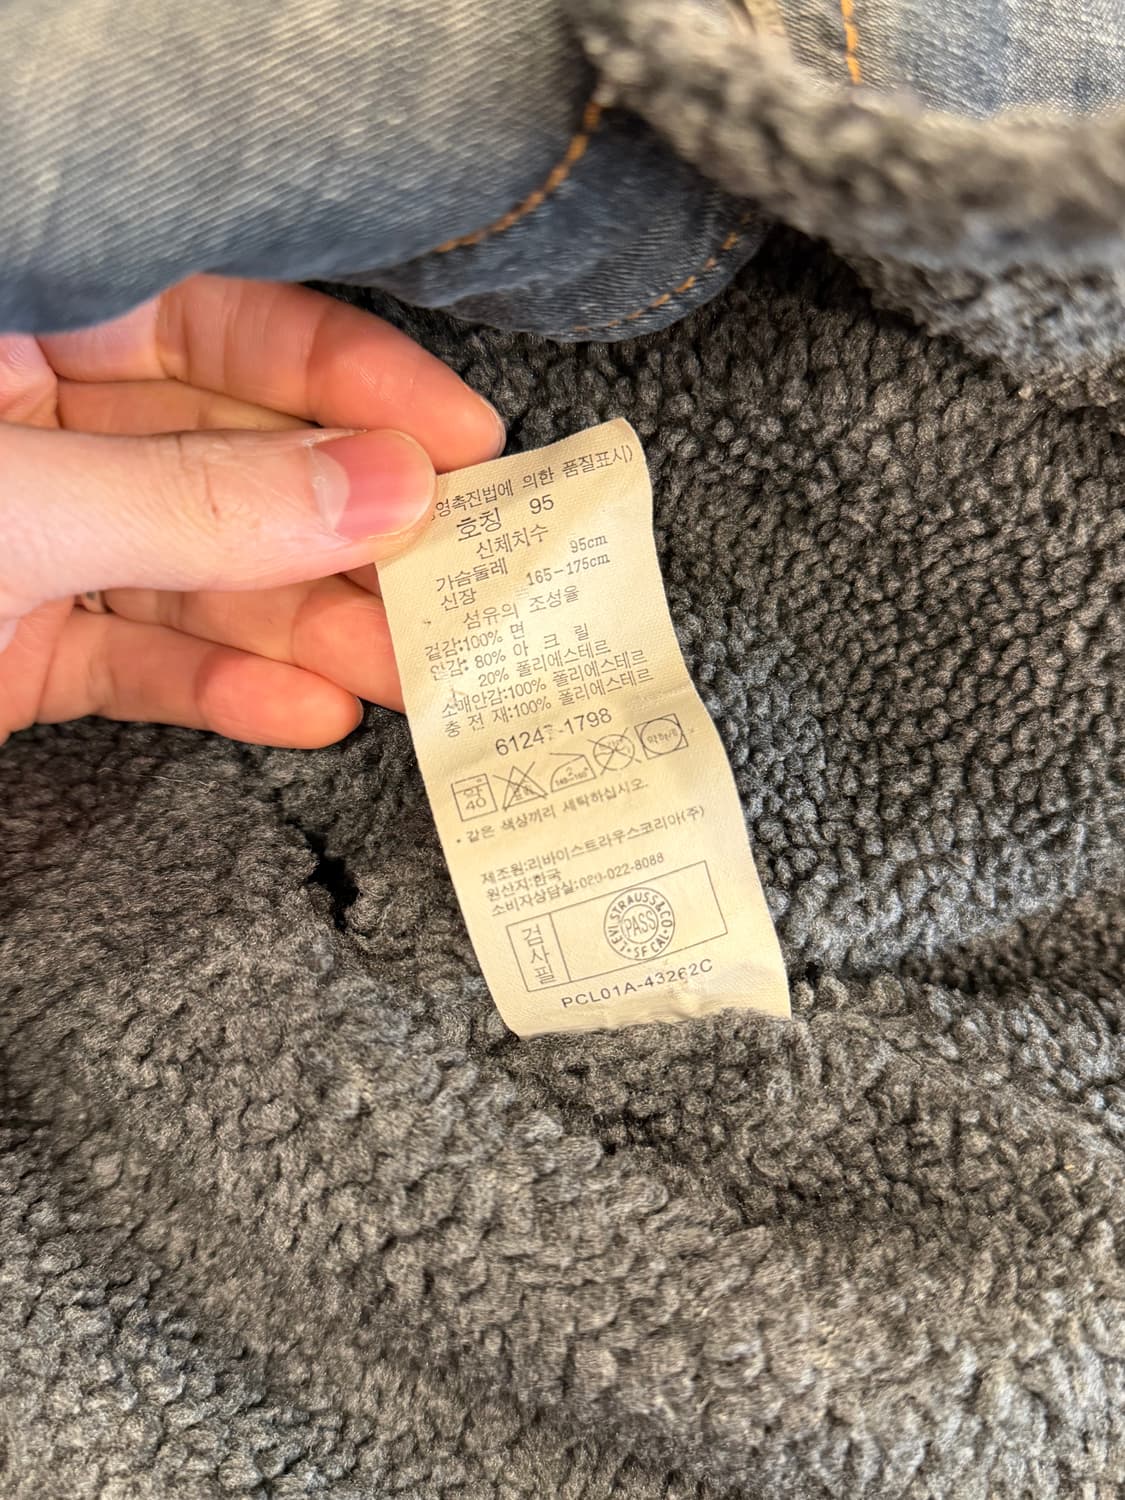 영촉진법에 의한 품질표시)
호칭 95
신체치수
가슴둘레 95cm
신장 165-175cm
섬유의 조성율
겉감:100% 면
안감: 80% 아 크 릴
20% 폴리에스테르
소매안감:100% 폴리에스테르
충 전 재:100% 폴리에스테르
-1798
약 40
• 같은 색상끼리 세탁하십시오.
제조원:리바이스트라우스코리아(주)
원산지:한국
소비자상담실:080-022-8088
검사필
LEVI STRAUSS & CO
PASS
SF CAL
PCL01A-43262C